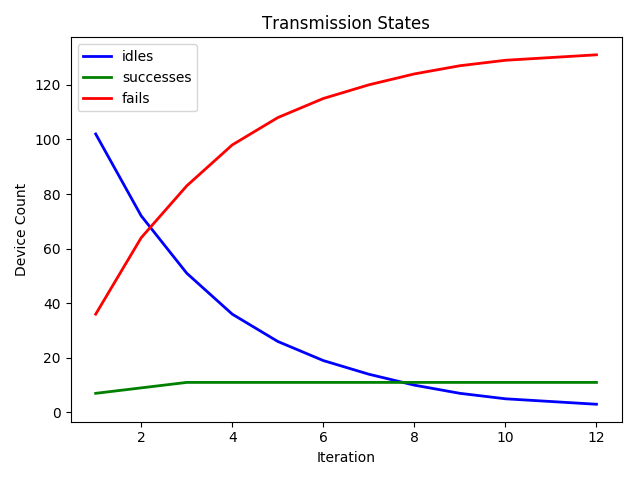 Transmission States
idles
successes
fails
Device Count
120
100
80
60
40
20
0
2 4 6 8 10 12
Iteration